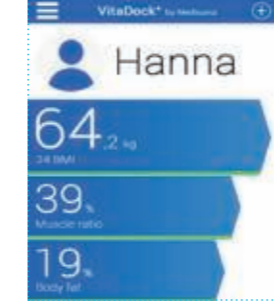 VitaDock+ by Medisana
Hanna
64,2 kg
24 BMI
39%
Muscle ratio
19%
Body fat